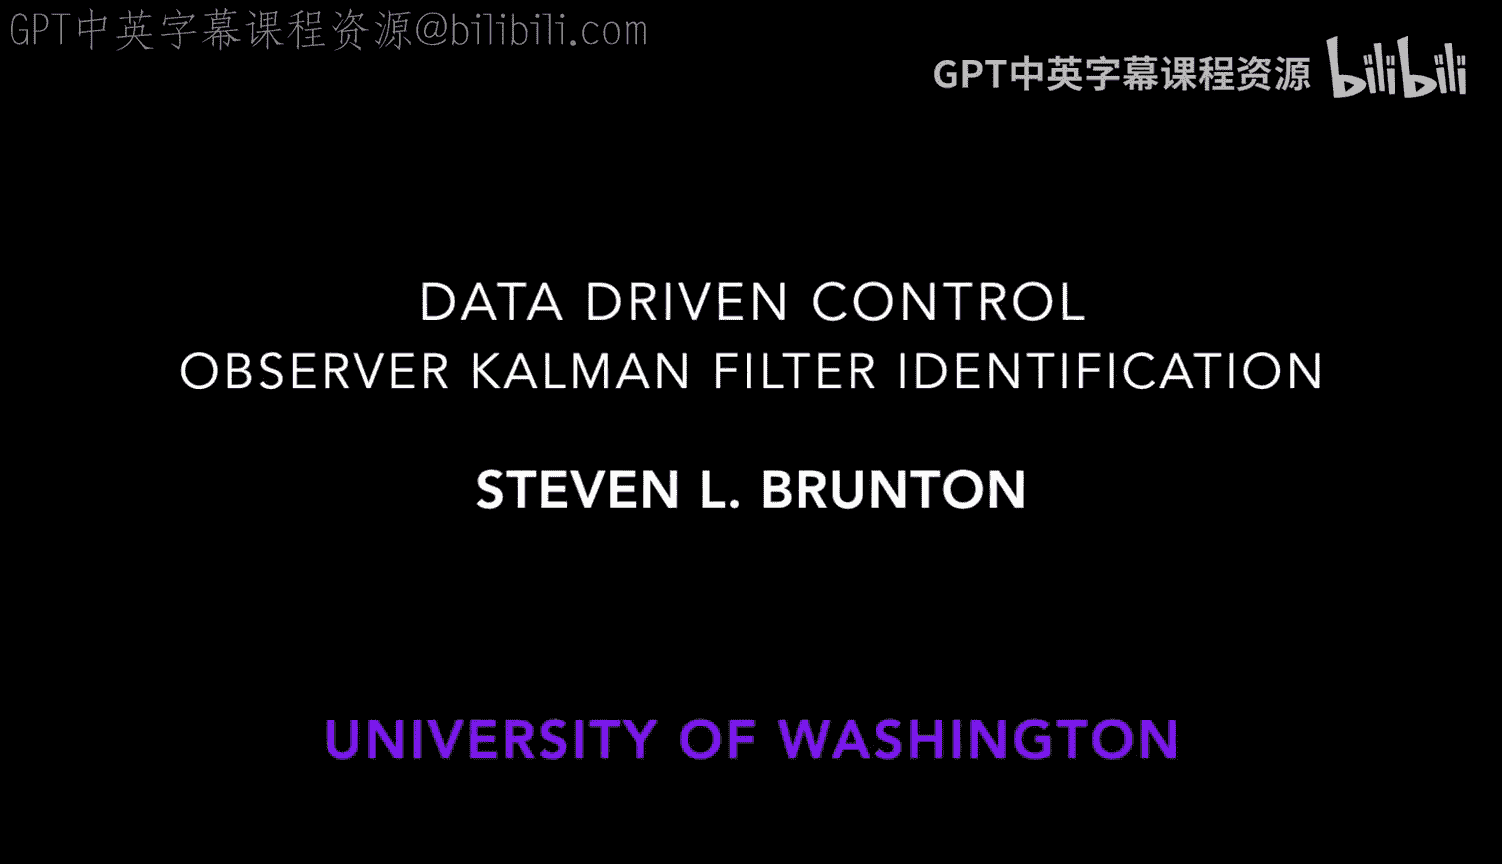 GPT中英字幕课程资源@bilibili.com
GPT中英字幕课程资源 bilibili
DATA DRIVEN CONTROL
OBSERVER KALMAN FILTER IDENTIFICATION
STEVEN L. BRUNTON
UNIVERSITY OF WASHINGTON